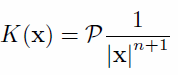 K(x) = 𝒫 1/|x|^{n+1}